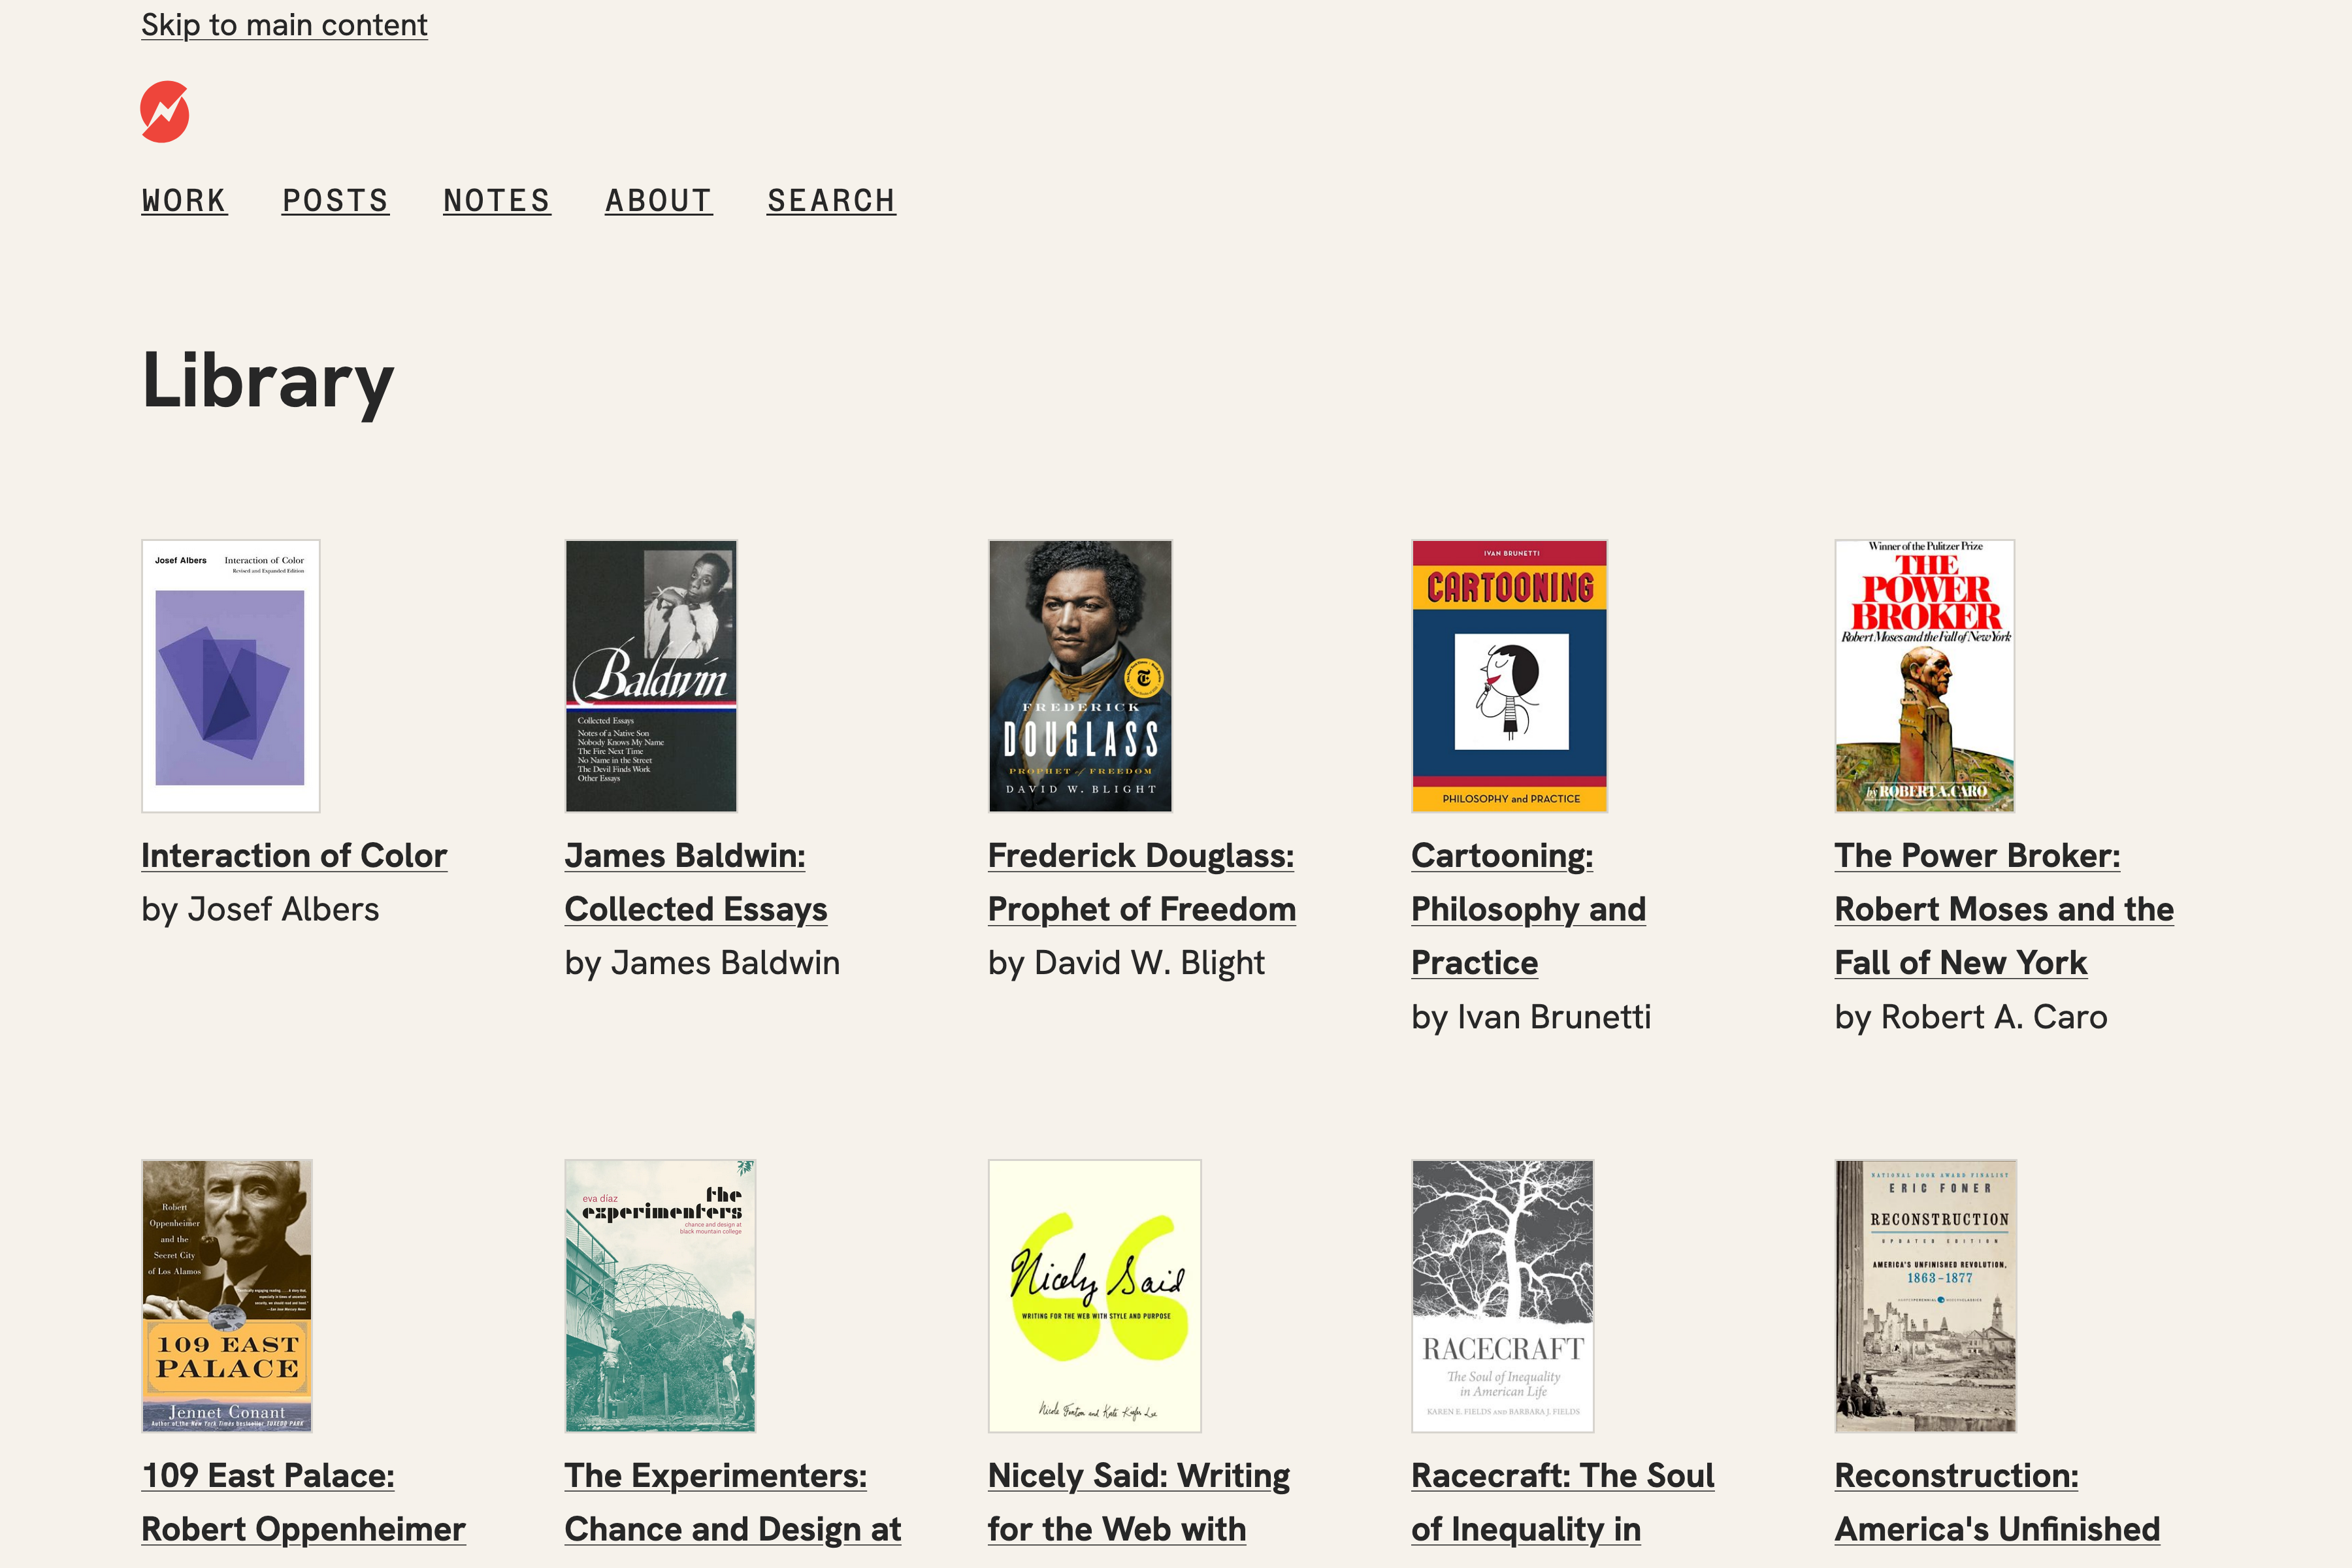 Skip to main content
WORK POSTS NOTES ABOUT SEARCH
Library
Josef Albers Interaction of Color
Revised and Expanded Edition
Interaction of Color
by Josef Albers
Baldwin
Collected Essays
Notes of a Native Son
Nobody Knows My Name
The Fire Next Time
No Name in the Street
The Devil Finds Work
Other Essays
James Baldwin:
Collected Essays
by James Baldwin
FREDERICK
DOUGLASS
PROPHET of FREEDOM
DAVID W. BLIGHT
Frederick Douglass:
Prophet of Freedom
by David W. Blight
IVAN BRUNETTI
CARTOONING
PHILOSOPHY and PRACTICE
Cartooning:
Philosophy and
Practice
by Ivan Brunetti
Winner of the Pulitzer Prize
THE
POWER
BROKER
Robert Moses and the Fall of New York
by ROBERT A. CARO
The Power Broker:
Robert Moses and the
Fall of New York
by Robert A. Caro
Robert
Oppenheimer
and the
Secret City
of Los Alamos
109 EAST
PALACE
Jennet Conant
Author of the New York Times bestseller TUXEDO PARK
109 East Palace:
Robert Oppenheimer
eva díaz
the
experimenters
chance and design at
black mountain college
The Experimenters:
Chance and Design at
Nicely Said
WRITING FOR THE WEB WITH STYLE AND PURPOSE
Nicole Fenton and Kate Kiefer Lee
Nicely Said: Writing
for the Web with
RACECRAFT
The Soul of Inequality
in American Life
KAREN E. FIELDS AND BARBARA J. FIELDS
Racecraft: The Soul
of Inequality in
NATIONAL BOOK AWARD FINALIST
ERIC FONER
RECONSTRUCTION
UPDATED EDITION
AMERICA'S UNFINISHED REVOLUTION,
1863-1877
Reconstruction:
America's Unfinished